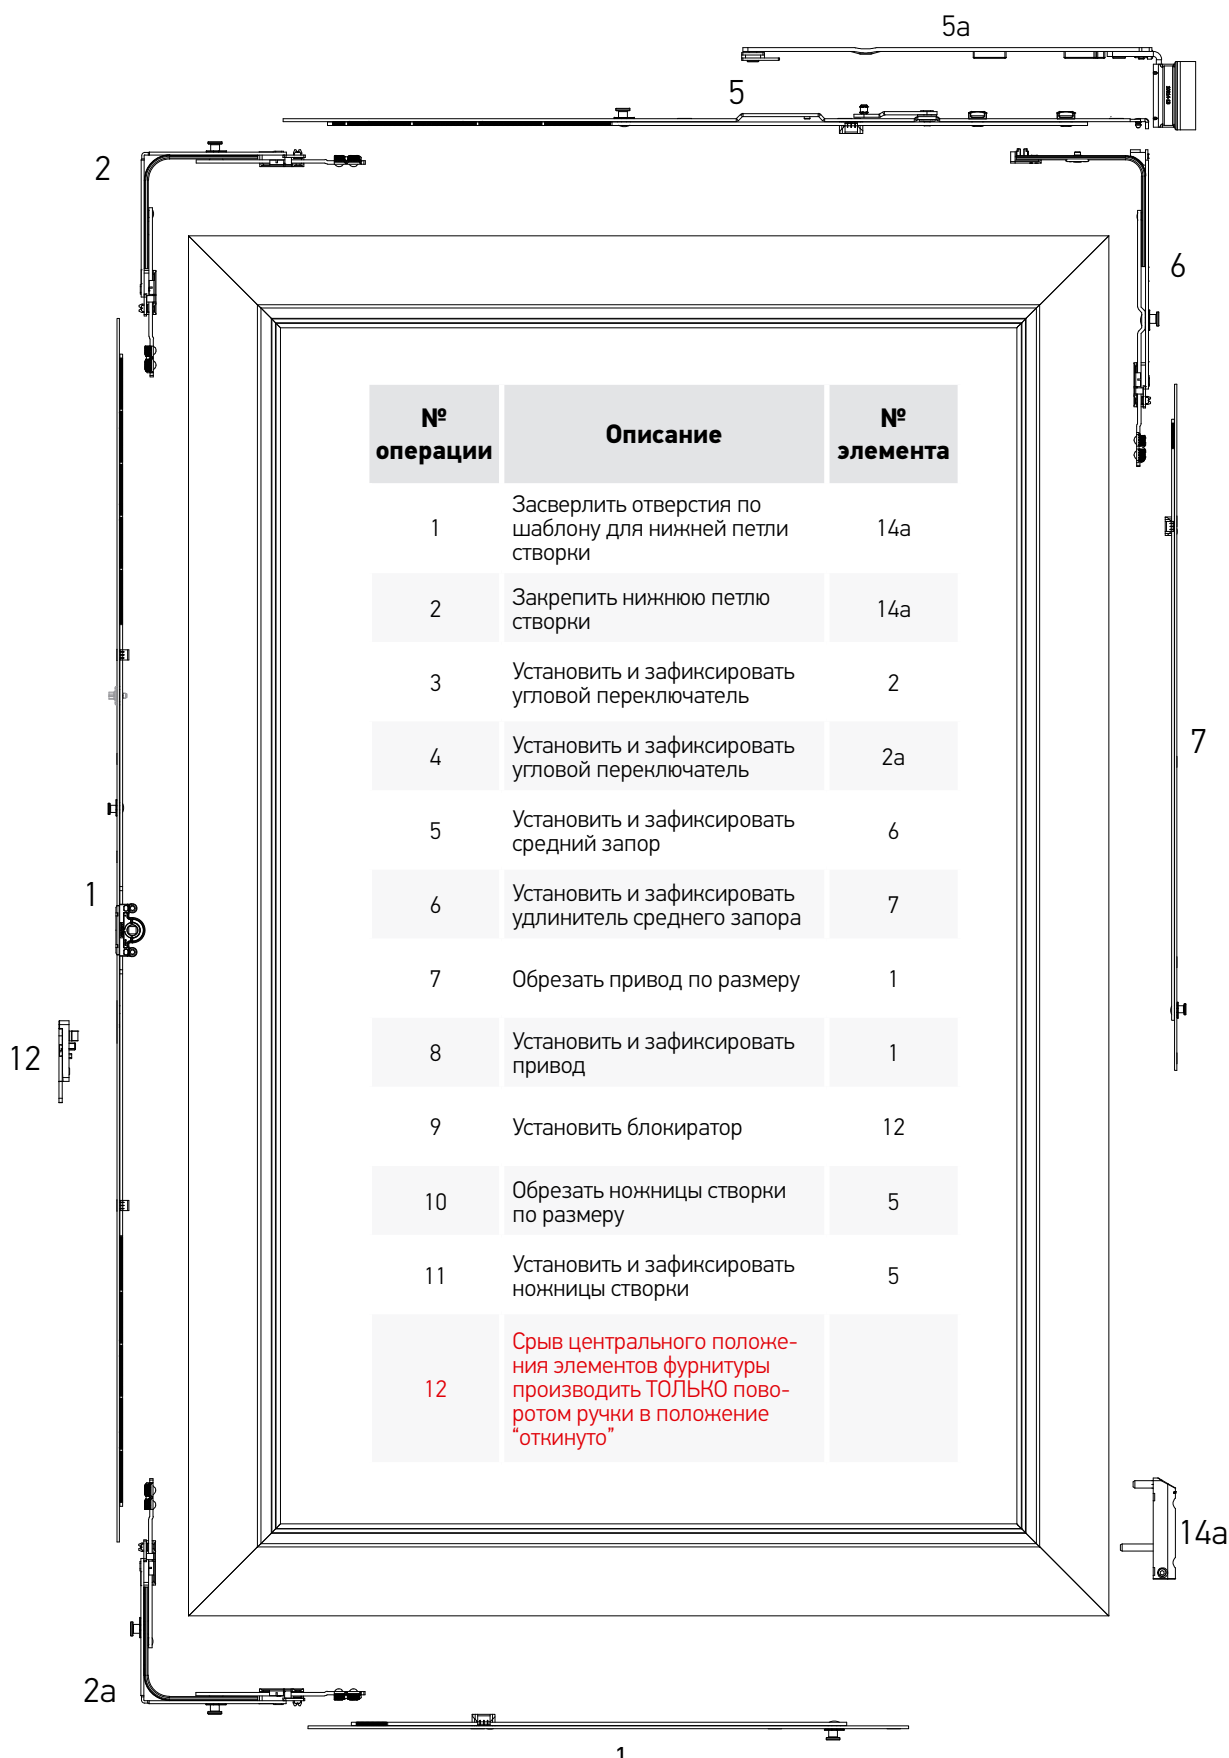 5a
5
2
6
№ операции
Описание
№ элемента
1
Засверлить отверстия по
шаблону для нижней петли
створки
14a
2
Закрепить нижнюю петлю
створки
14a
3
Установить и зафиксировать
угловой переключатель
2
4
Установить и зафиксировать
угловой переключатель
2a
5
Установить и зафиксировать
средний запор
6
6
Установить и зафиксировать
удлинитель среднего запора
7
7
Обрезать привод по размеру
1
8
Установить и зафиксировать
привод
1
9
Установить блокиратор
12
10
Обрезать ножницы створки
по размеру
5
11
Установить и зафиксировать
ножницы створки
5
12
Срыв центрального положе-
ния элементов фурнитуры
производить ТОЛЬКО пово-
ротом ручки в положение
“откинуто”
7
1
12
14a
2a
1